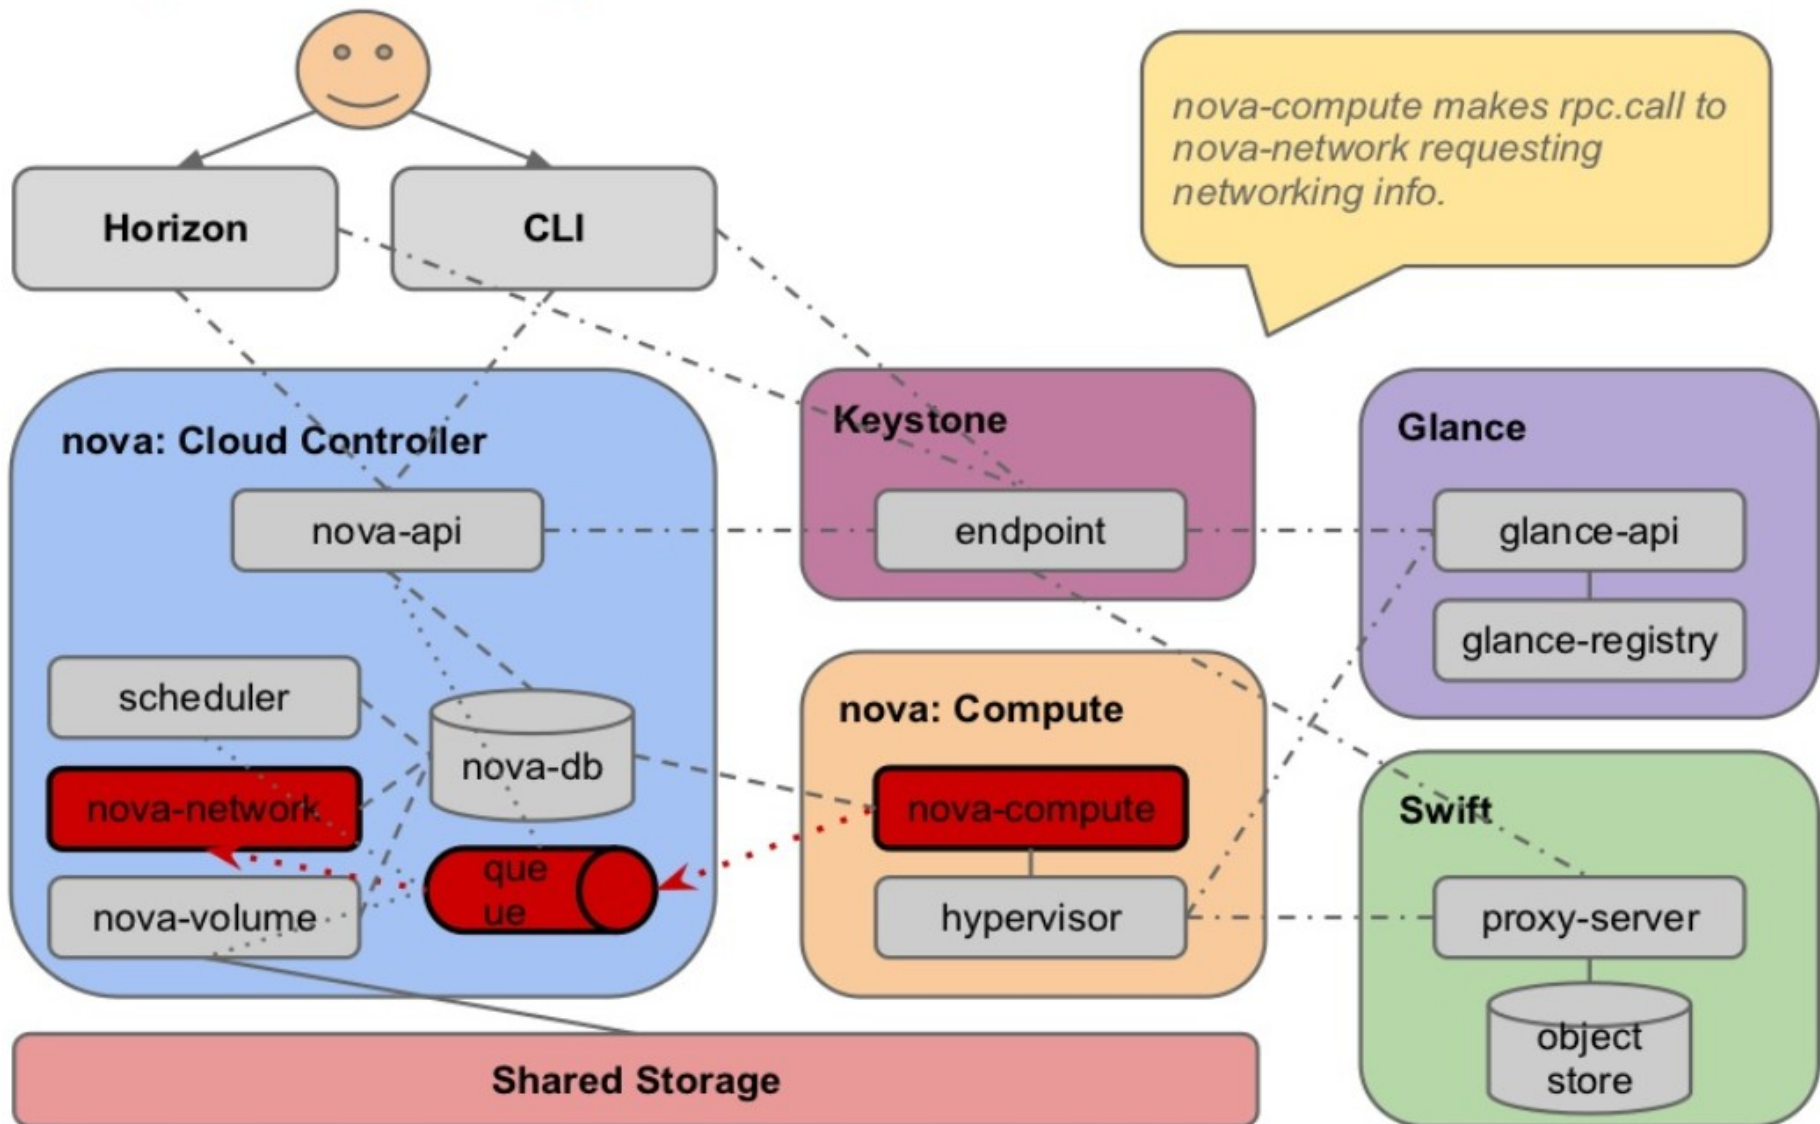 nova-compute makes rpc.call to
nova-network requesting
networking info.
Horizon
CLI
nova: Cloud Controller
nova-api
scheduler
nova-db
nova-network
que
ue
nova-volume
Keystone
endpoint
nova: Compute
nova-compute
hypervisor
Glance
glance-api
glance-registry
Swift
proxy-server
object
store
Shared Storage